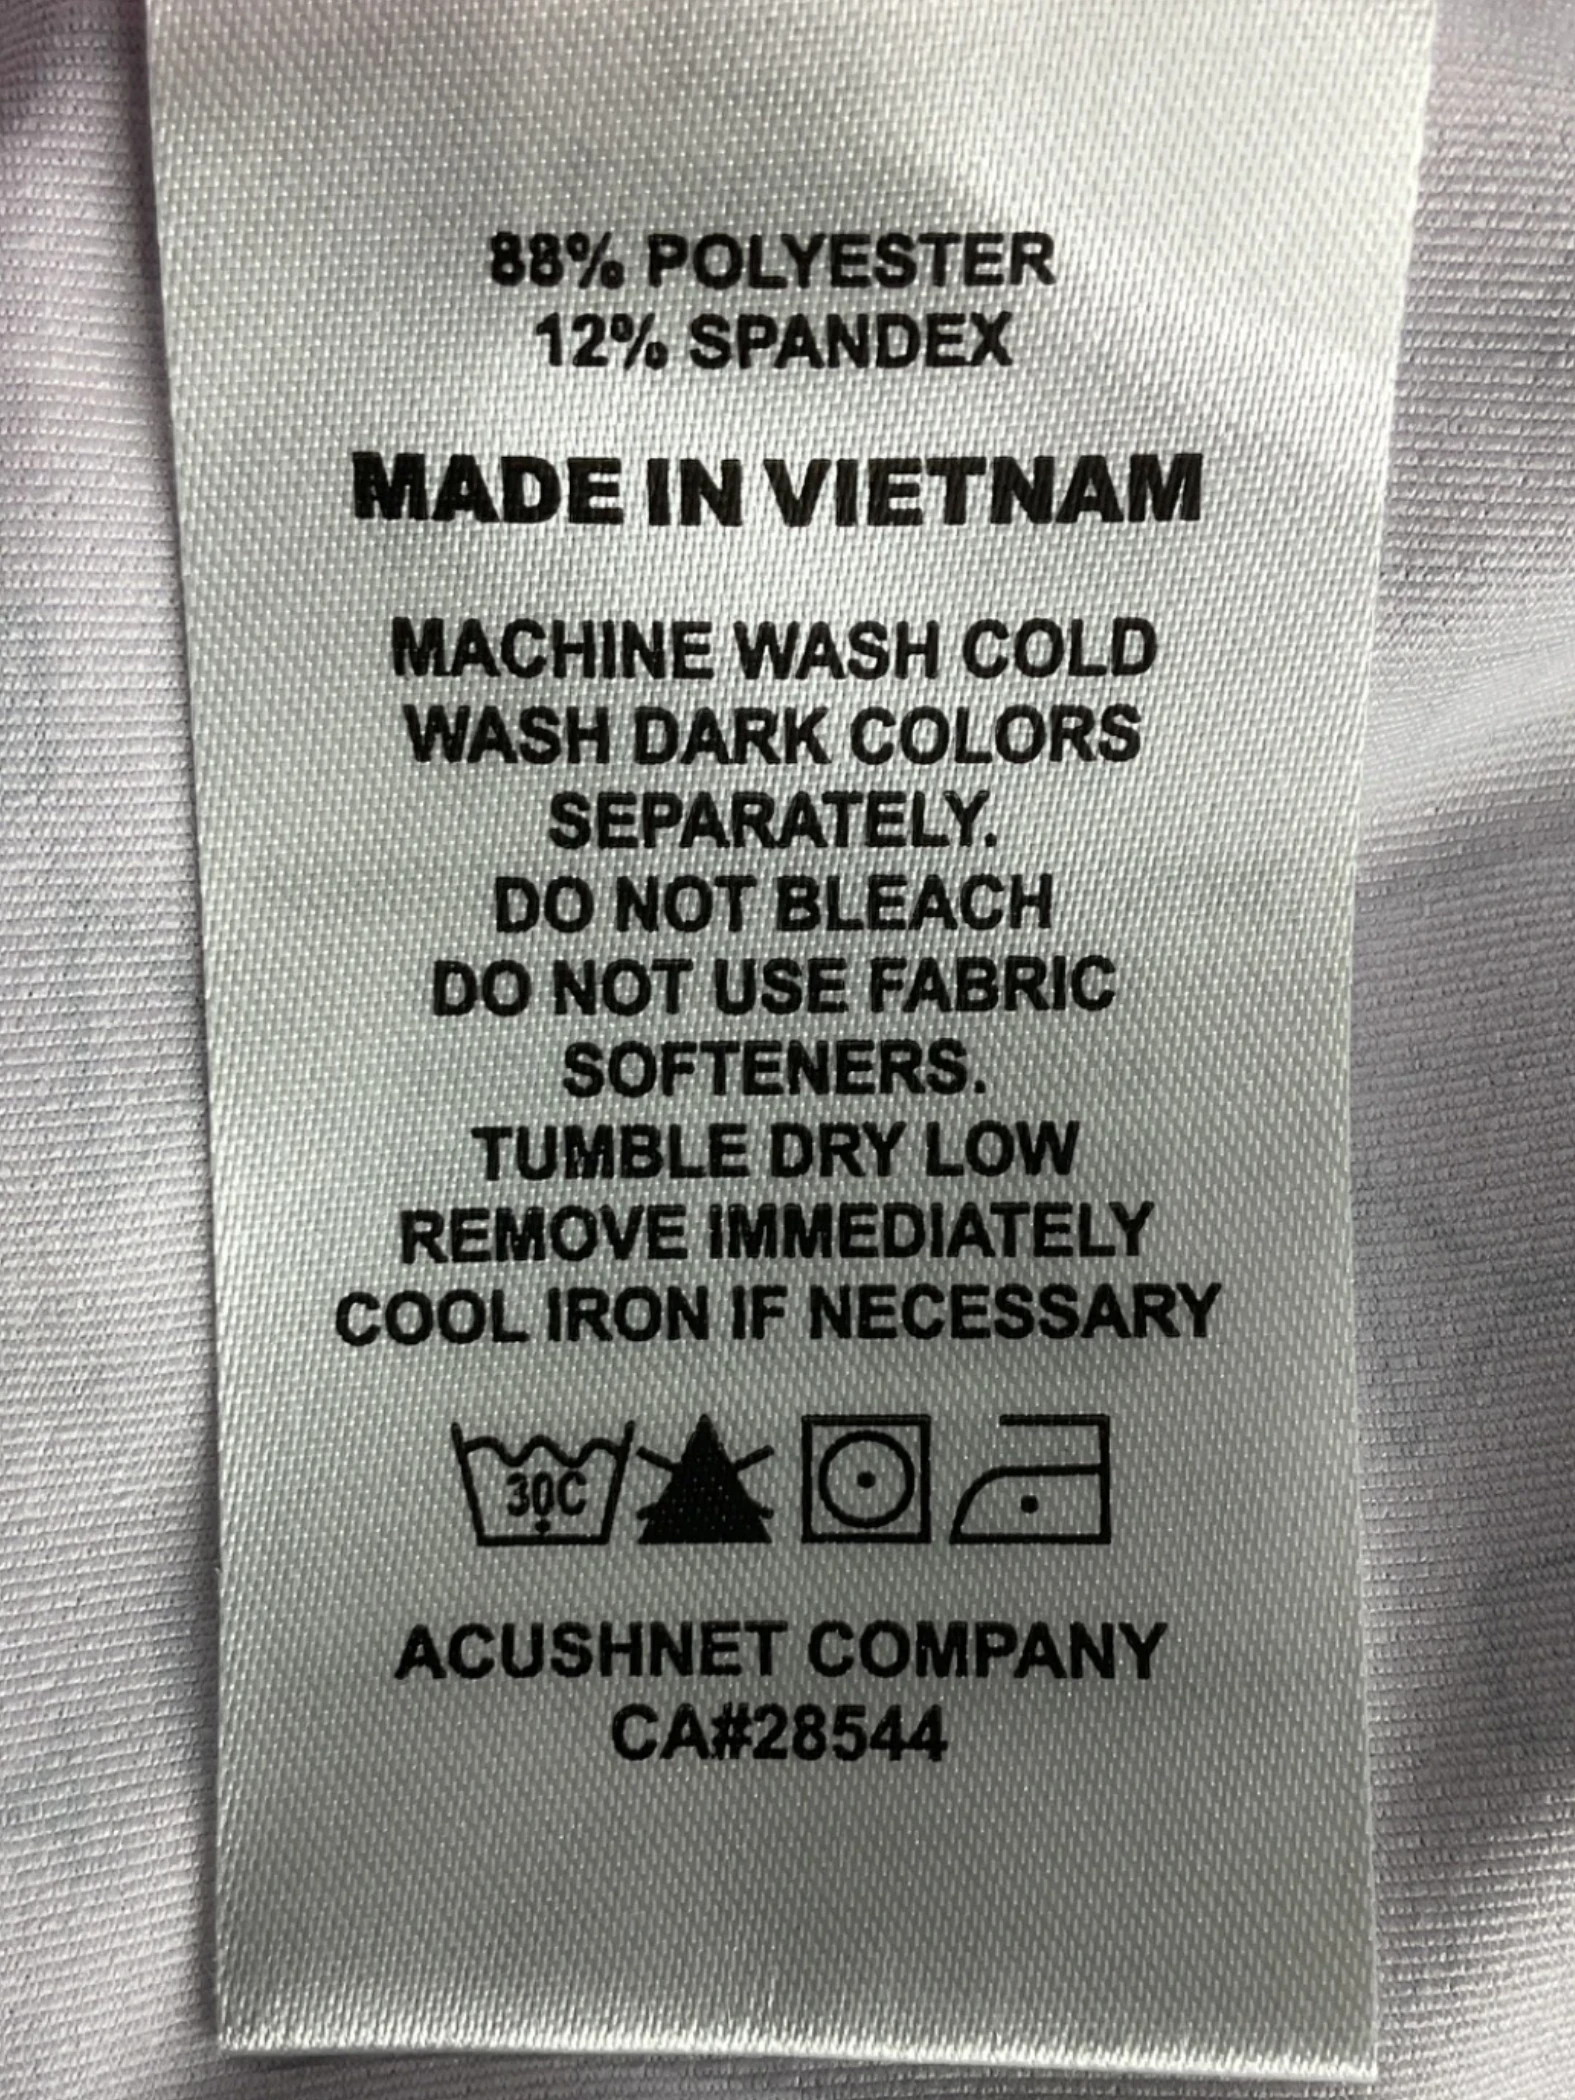 88% POLYESTER
12% SPANDEX
MADE IN VIETNAM
MACHINE WASH COLD
WASH DARK COLORS
SEPARATELY.
DO NOT BLEACH
DO NOT USE FABRIC
SOFTENERS.
TUMBLE DRY LOW
REMOVE IMMEDIATELY
COOL IRON IF NECESSARY
30C
ACUSHNET COMPANY
CA#28544